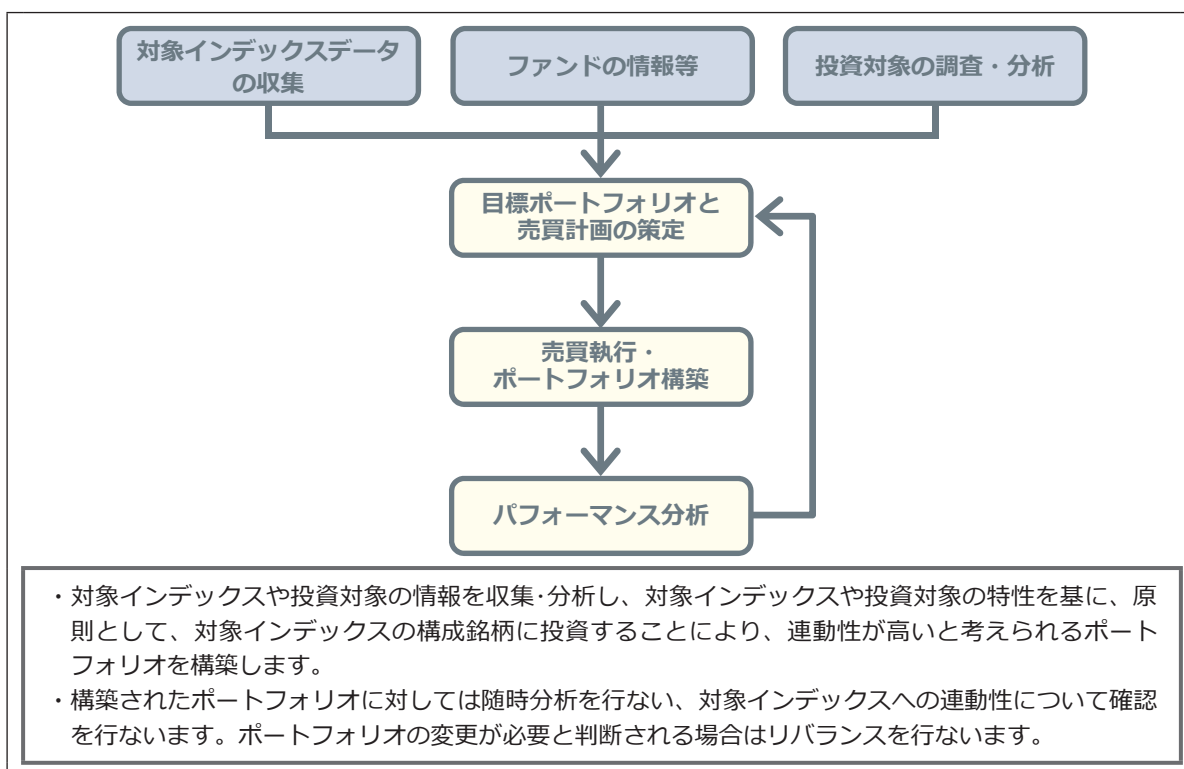 対象インデックスデータ
の収集
ファンドの情報等
投資対象の調査・分析
目標ポートフォリオと
売買計画の策定
売買執行・
ポートフォリオ構築
パフォーマンス分析
・対象インデックスや投資対象の情報を収集･分析し、対象インデックスや投資対象の特性を基に、原
則として、対象インデックスの構成銘柄に投資することにより、連動性が高いと考えられるポート
フォリオを構築します。
・構築されたポートフォリオに対しては随時分析を行ない、対象インデックスへの連動性について確認
を行ないます。ポートフォリオの変更が必要と判断される場合はリバランスを行ないます。